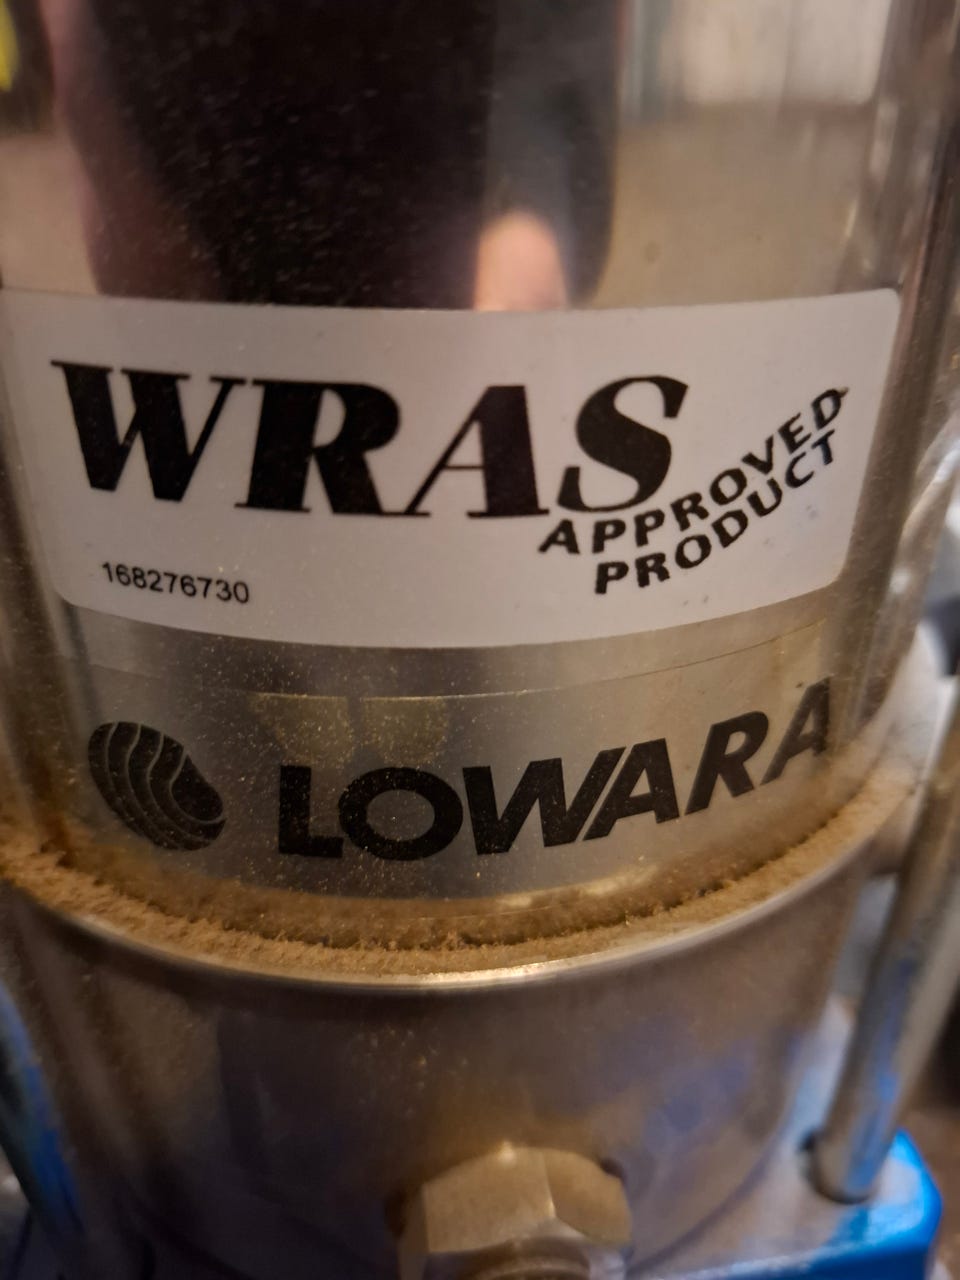 WRAS
APPROVED
PRODUCT
168276730
LOWARA